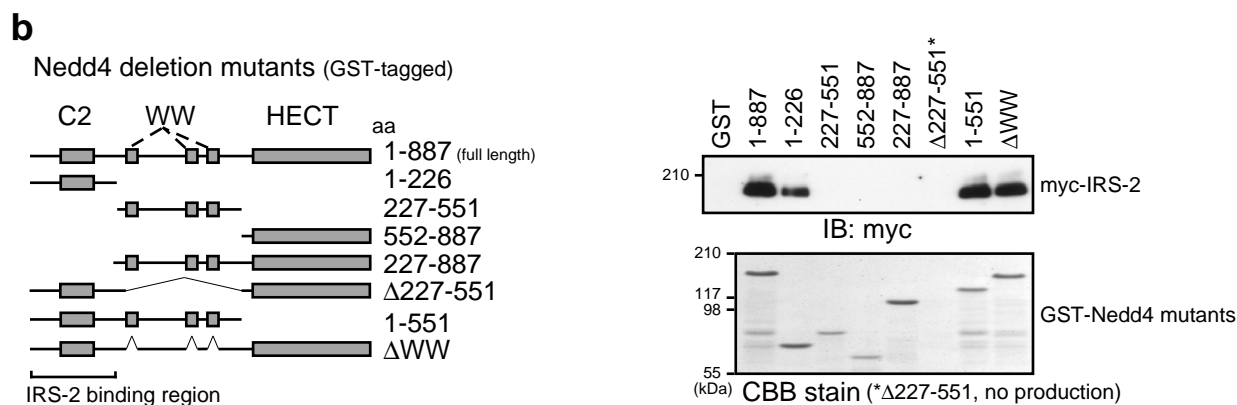 b
Nedd4 deletion mutants (GST-tagged)
C2 WW HECT
aa
1-887 (full length)
1-226
227-551
552-887
227-887
Δ227-551
1-551
ΔWW
IRS-2 binding region
GST
1-887
1-226
227-551
552-887
227-887
Δ227-551*
1-551
ΔWW
210
myc-IRS-2
IB: myc
210
117
98
55
(kDa)
GST-Nedd4 mutants
CBB stain (*Δ227-551, no production)